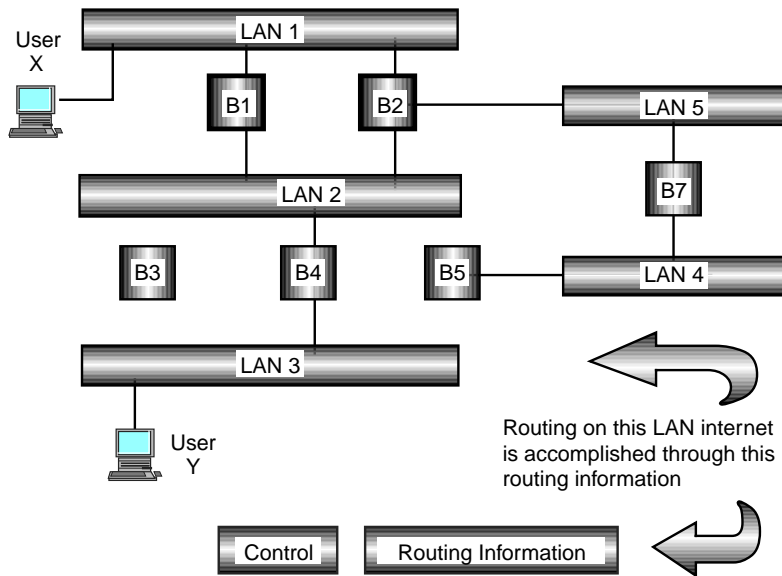 LAN 1
User
X
B1
B2
LAN 5
LAN 2
B7
B3
B4
B5
LAN 4
LAN 3
User
Y
Routing on this LAN internet
is accomplished through this
routing information
Control
Routing Information